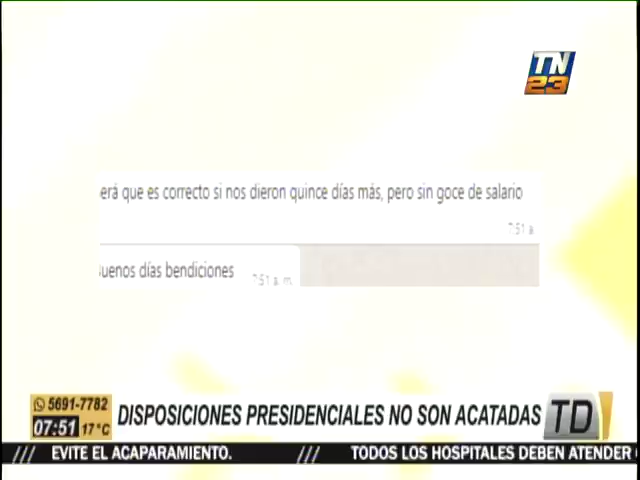 TN
23
erá que es correcto si nos dieron quince días más, pero sin goce de salario
7:51 a
uenos días bendiciones
7:51 a. m.
5691-7782
07:51 17°C
DISPOSICIONES PRESIDENCIALES NO SON ACATADAS
TD
/// EVITE EL ACAPARAMIENTO. /// TODOS LOS HOSPITALES DEBEN ATENDER